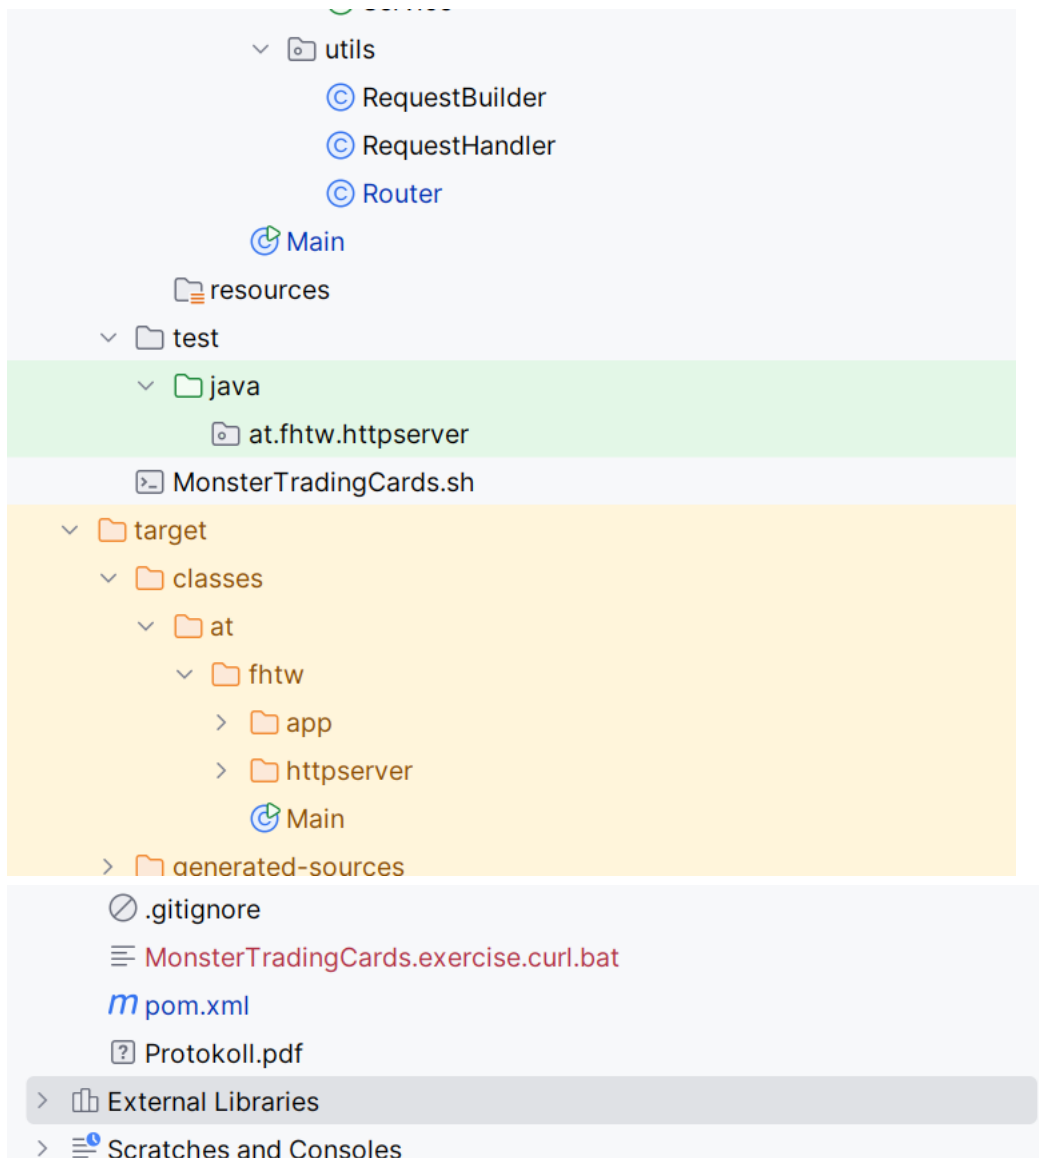 utils
RequestBuilder
RequestHandler
Router
Main
resources
test
java
at.fhtw.httpserver
MonsterTradingCards.sh
target
classes
at
fhtw
app
httpserver
Main
generated-sources
.gitignore
MonsterTradingCards.exercise.curl.bat
pom.xml
Protokoll.pdf
External Libraries
Scratches and Consoles